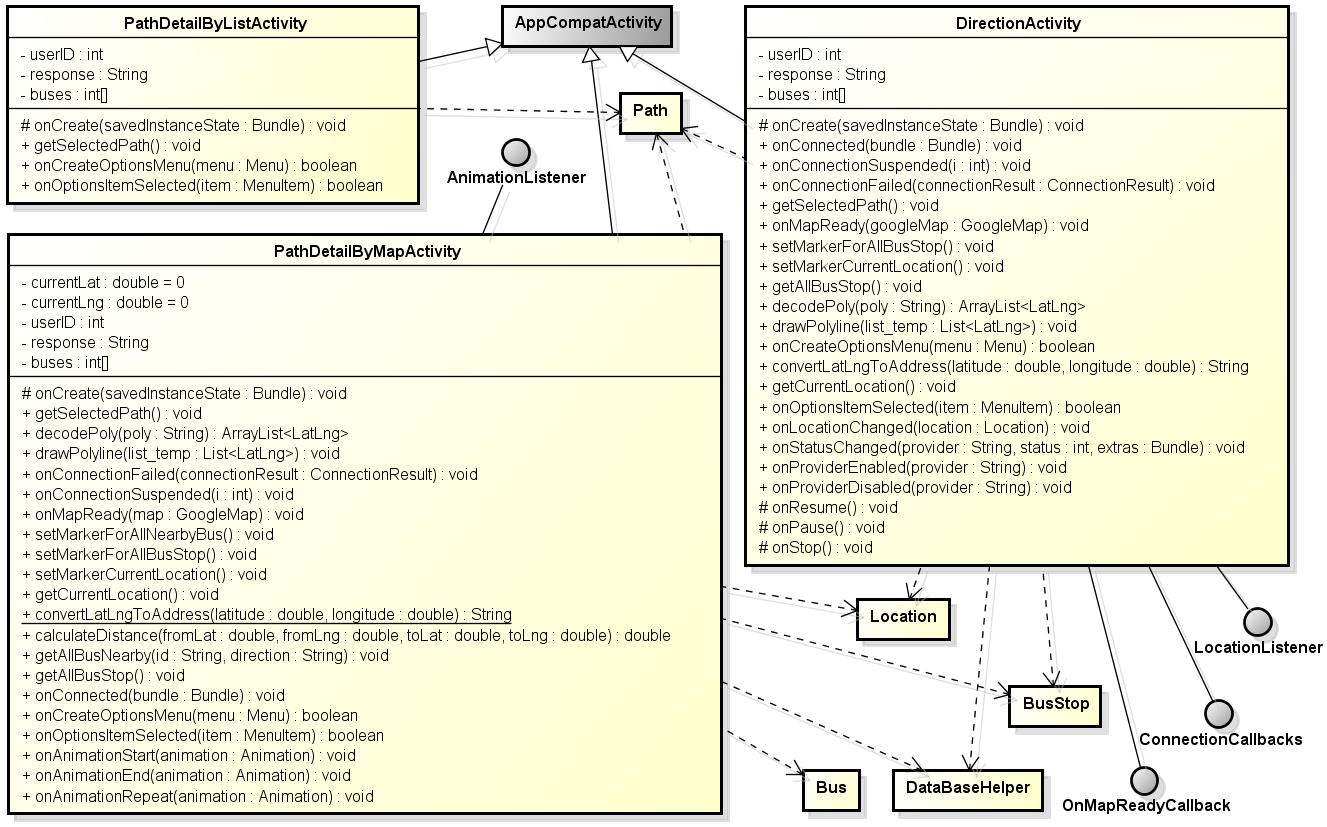 PathDetailByListActivity
- userID : int
- response : String
- buses : int[]
# onCreate(savedInstanceState : Bundle) : void
+ getSelectedPath() : void
+ onCreateOptionsMenu(menu : Menu) : boolean
+ onOptionsItemSelected(item : MenuItem) : boolean
AppCompatActivity
Path
AnimationListener
DirectionActivity
- userID : int
- response : String
- buses : int[]
# onCreate(savedInstanceState : Bundle) : void
+ onConnected(bundle : Bundle) : void
+ onConnectionSuspended(i : int) : void
+ onConnectionFailed(connectionResult : ConnectionResult) : void
+ getSelectedPath() : void
+ onMapReady(googleMap : GoogleMap) : void
+ setMarkerForAllBusStop() : void
+ setMarkerCurrentLocation() : void
+ getAllBusStop() : void
+ decodePoly(poly : String) : ArrayList<LatLng>
+ drawPolyline(list_temp : List<LatLng>) : void
+ onCreateOptionsMenu(menu : Menu) : boolean
+ convertLatLngToAddress(latitude : double, longitude : double) : String
+ getCurrentLocation() : void
+ onOptionsItemSelected(item : MenuItem) : boolean
+ onLocationChanged(location : Location) : void
+ onStatusChanged(provider : String, status : int, extras : Bundle) : void
+ onProviderEnabled(provider : String) : void
+ onProviderDisabled(provider : String) : void
# onResume() : void
# onPause() : void
# onStop() : void
PathDetailByMapActivity
- currentLat : double = 0
- currentLng : double = 0
- userID : int
- response : String
- buses : int[]
# onCreate(savedInstanceState : Bundle) : void
+ getSelectedPath() : void
+ decodePoly(poly : String) : ArrayList<LatLng>
+ drawPolyline(list_temp : List<LatLng>) : void
+ onConnectionFailed(connectionResult : ConnectionResult) : void
+ onConnectionSuspended(i : int) : void
+ onMapReady(map : GoogleMap) : void
+ setMarkerForAllNearbyBus() : void
+ setMarkerForAllBusStop() : void
+ setMarkerCurrentLocation() : void
+ getCurrentLocation() : void
+ convertLatLngToAddress(latitude : double, longitude : double) : String
+ calculateDistance(fromLat : double, fromLng : double, toLat : double, toLng : double) : double
+ getAllBusNearby(id : String, direction : String) : void
+ getAllBusStop() : void
+ onConnected(bundle : Bundle) : void
+ onCreateOptionsMenu(menu : Menu) : boolean
+ onOptionsItemSelected(item : MenuItem) : boolean
+ onAnimationStart(animation : Animation) : void
+ onAnimationEnd(animation : Animation) : void
+ onAnimationRepeat(animation : Animation) : void
Location
LocationListener
BusStop
ConnectionCallbacks
Bus
DataBaseHelper
OnMapReadyCallback